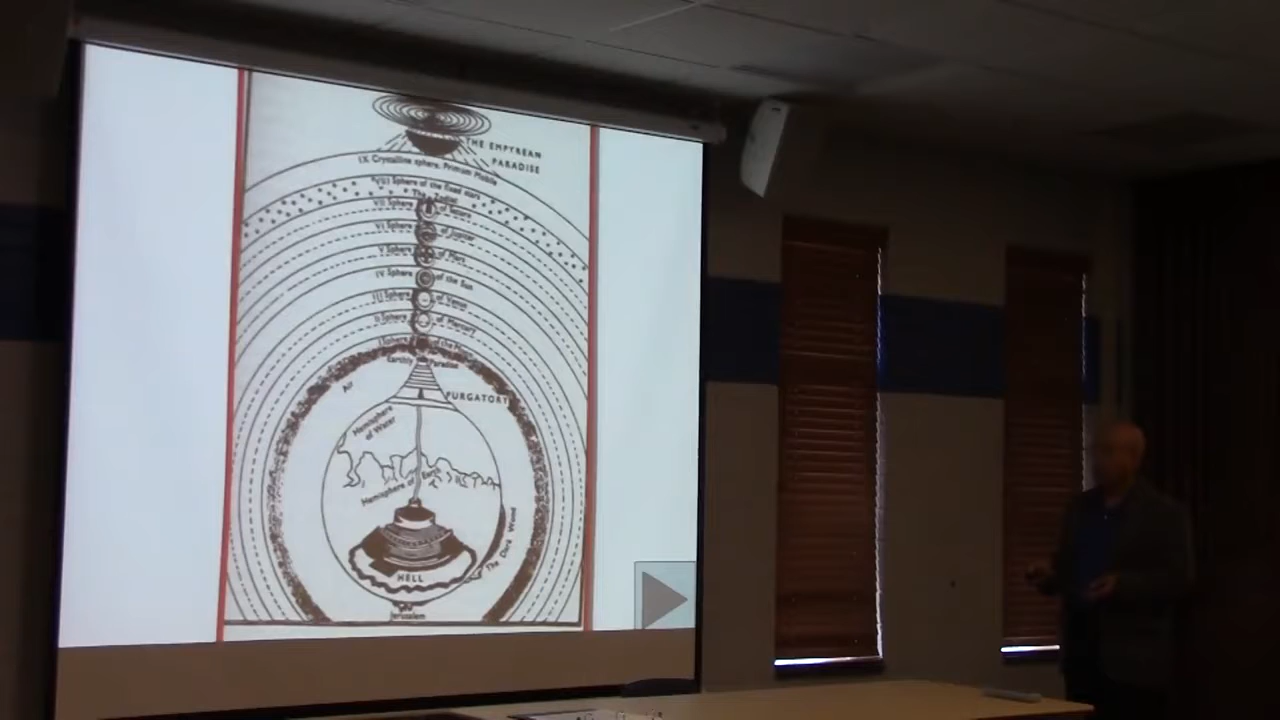 THE EMPYREAN
PARADISE
IX Crystalline sphere. Primum Mobile
VIII Sphere of the fixed stars
The Zodiac
VII Sphere of Saturn
VI Sphere of Jupiter
V Sphere of Mars
IV Sphere of the Sun
III Sphere of Venus
II Sphere of Mercury
I Sphere of the Moon
Earthly Paradise
Air
PURGATORY
Hemisphere
of Water
Hemisphere of Earth
The Dark Wood
HELL
Jerusalem